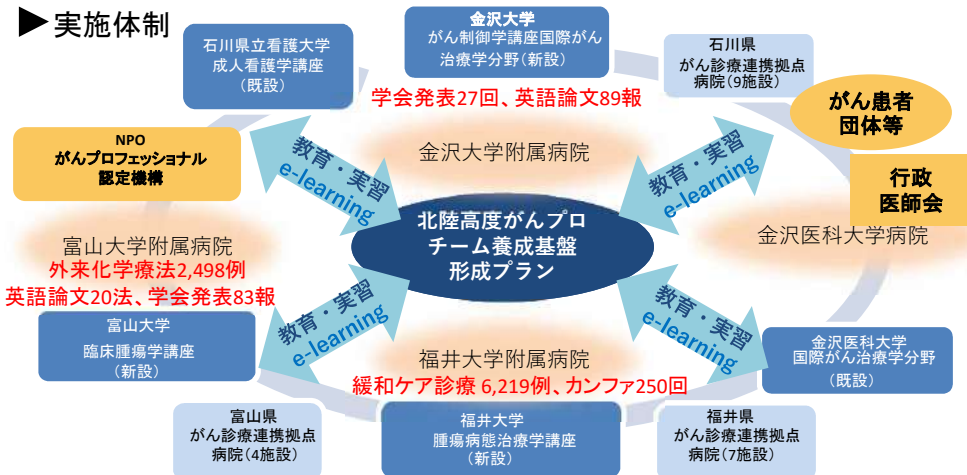 ▶実施体制
石川県立看護大学
成人看護学講座
(既設)
金沢大学
がん制御学講座国際がん
治療学分野(新設)
石川県
がん診療連携拠点
病院(9施設)
学会発表27回、英語論文89報
がん患者
団体等
NPO
がんプロフェッショナル
認定機構
教育・実習
e-learning
金沢大学附属病院
教育・実習
e-learning
行政
医師会
北陸高度がんプロ
チーム養成基盤
形成プラン
富山大学附属病院
外来化学療法2,498例
英語論文20法、学会発表83報
金沢医科大学病院
教育・実習
e-learning
教育・実習
e-learning
富山大学
臨床腫瘍学講座
(新設)
福井大学附属病院
緩和ケア診療 6,219例、カンファ250回
金沢医科大学
国際がん治療学分野
(既設)
富山県
がん診療連携拠点
病院(4施設)
福井大学
腫瘍病態治療学講座
(新設)
福井県
がん診療連携拠点
病院(7施設)